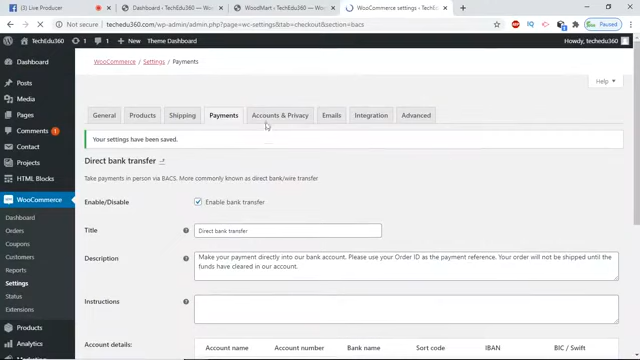 Live Producer
Dashboard ‹ TechEdu360 — W
WoodMart ‹ TechEdu360 — Wo
WooCommerce settings ‹ TechEdu
Not secure
techedu360.com/wp-admin/admin.php?page=wc-settings&tab=checkout&section=bacs
Paused
TechEdu360
1
0
New
Theme Dashboard
Howdy, techedu360
Dashboard
Posts
Media
Pages
Comments 1
Contact
Projects
HTML Blocks
WooCommerce
Dashboard
Orders
Coupons
Customers
Reports
Settings
Status
Extensions
Products
Analytics
WooCommerce / Settings / Payments
Help
General
Products
Shipping
Payments
Accounts & Privacy
Emails
Integration
Advanced
Your settings have been saved.
Direct bank transfer
Take payments in person via BACS. More commonly known as direct bank/wire transfer
Enable/Disable
Enable bank transfer
Title
Direct bank transfer
Description
Make your payment directly into our bank account. Please use your Order ID as the payment reference. Your order will not be shipped until the
funds have cleared in our account.
Instructions
Account details:
Account name
Account number
Bank name
Sort code
IBAN
BIC / Swift